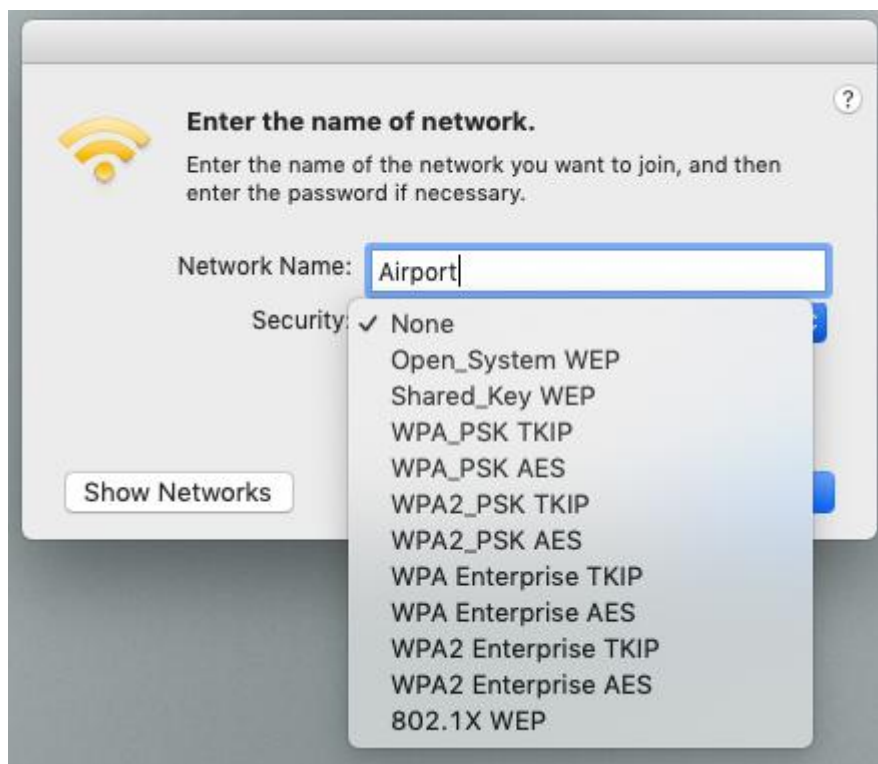 ?
Enter the name of network.
Enter the name of the network you want to join, and then
enter the password if necessary.
Network Name: Airport
Security: ✓ None
Open_System WEP
Shared_Key WEP
WPA_PSK TKIP
WPA_PSK AES
WPA2_PSK TKIP
WPA2_PSK AES
WPA Enterprise TKIP
WPA Enterprise AES
WPA2 Enterprise TKIP
WPA2 Enterprise AES
802.1X WEP
Show Networks